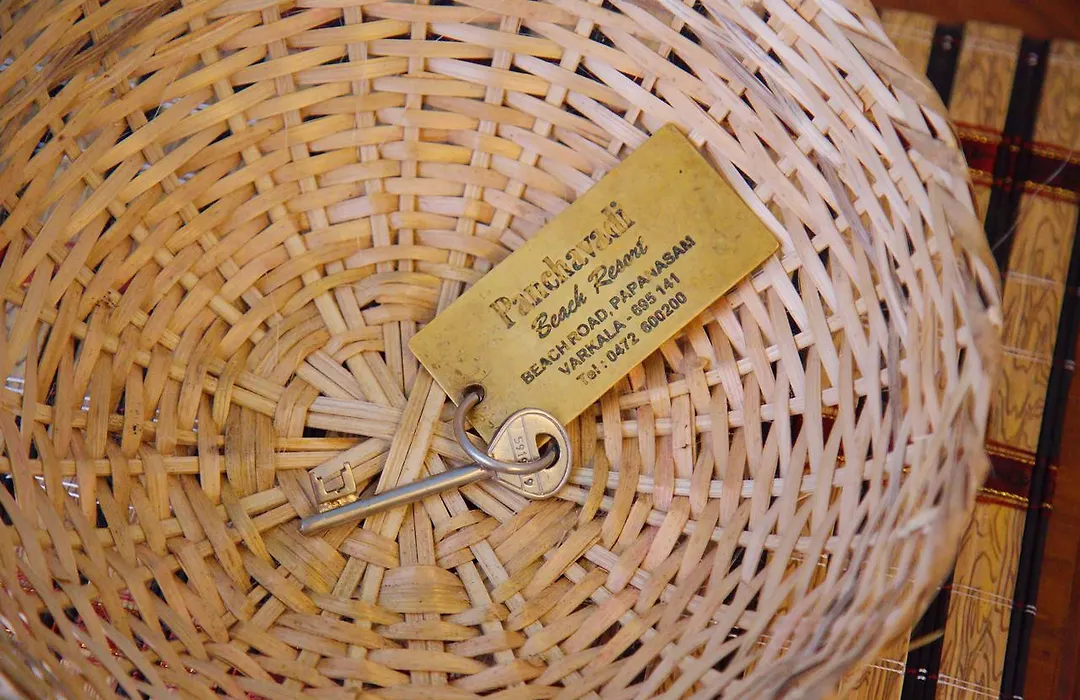 Panchavadi
Beach Resort
BEACH ROAD, PAPANASAM
VARKALA - 695 141
Tel : 0472 600200